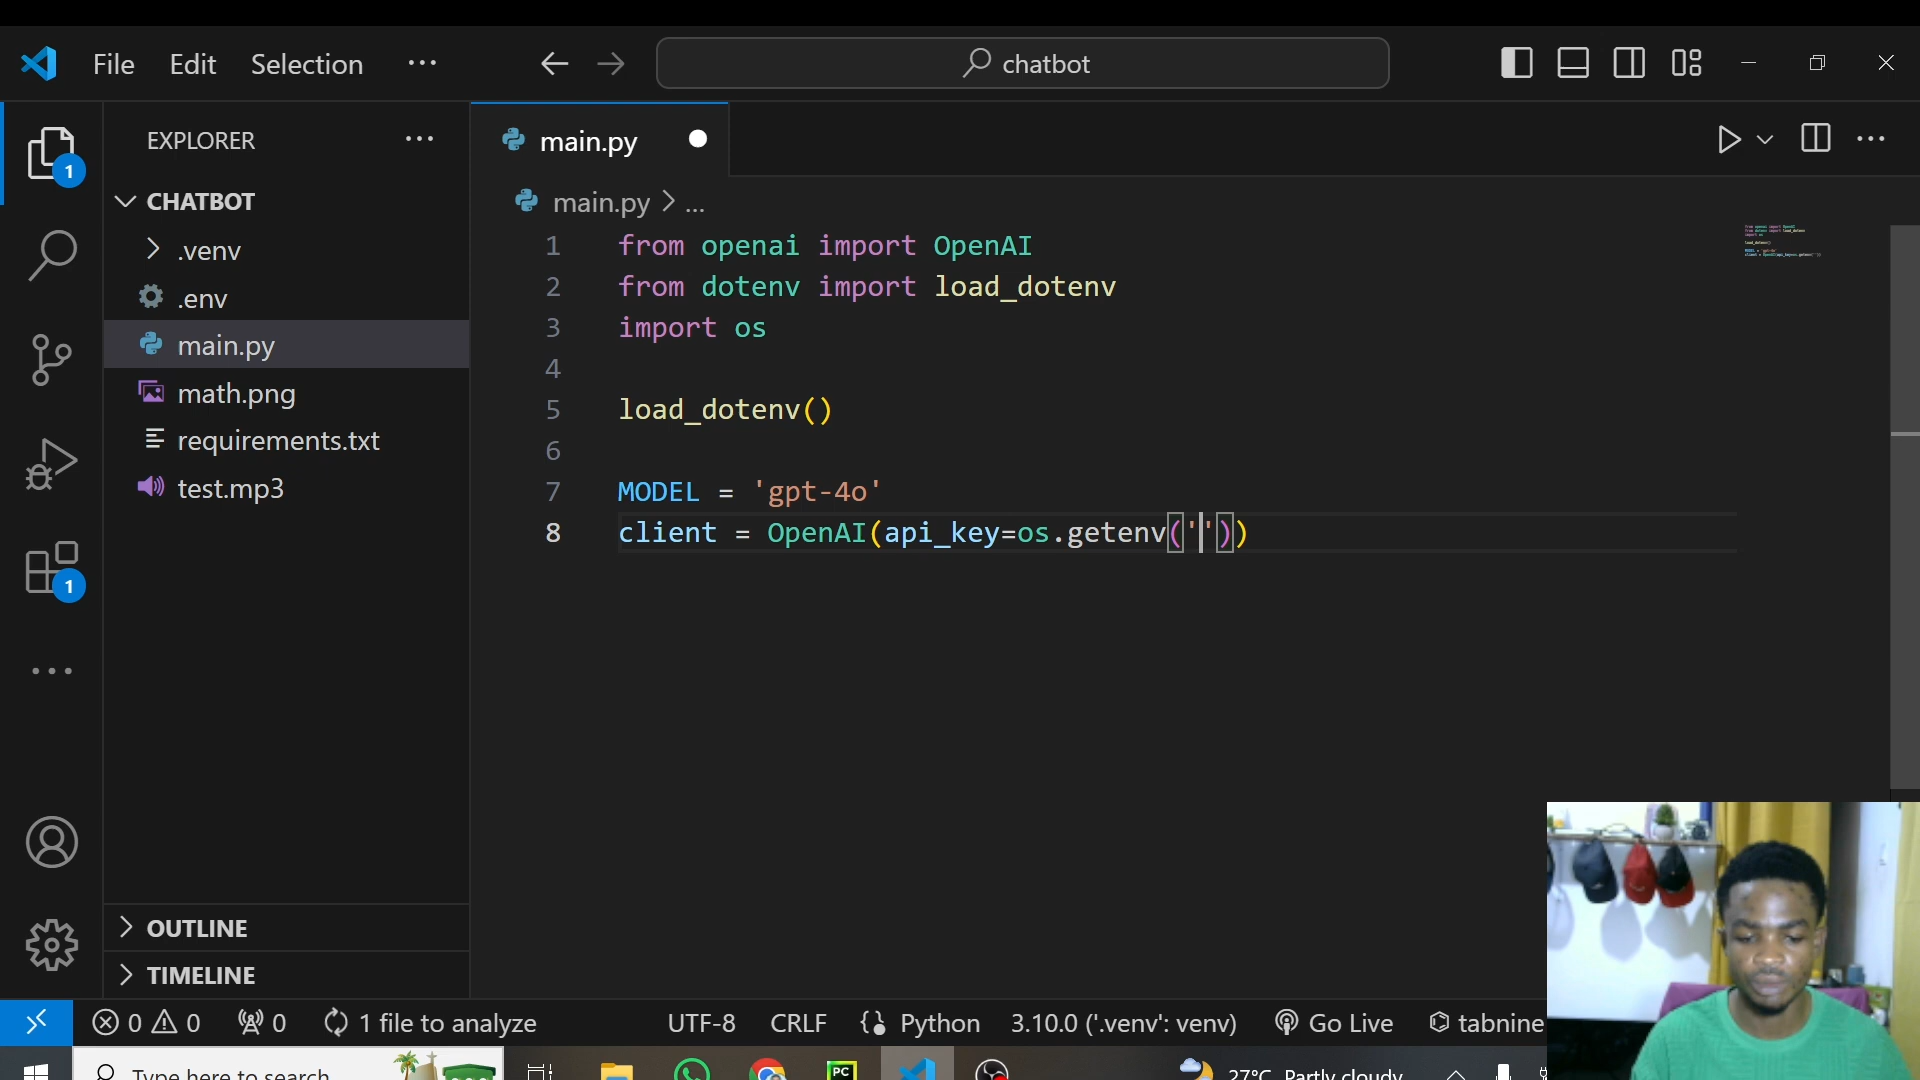 File Edit Selection ...
chatbot
EXPLORER ...
main.py
CHATBOT
main.py > ...
.venv
.env
main.py
math.png
requirements.txt
test.mp3
1 from openai import OpenAI
2 from dotenv import load_dotenv
3 import os
4
5 load_dotenv()
6
7 MODEL = 'gpt-4o'
8 client = OpenAI(api_key=os.getenv(''))
1
1
OUTLINE
TIMELINE
0 0 0 1 file to analyze UTF-8 CRLF {} Python 3.10.0 ('.venv': venv) Go Live tabnine
Type here to search PC 27°C Partly cloudy